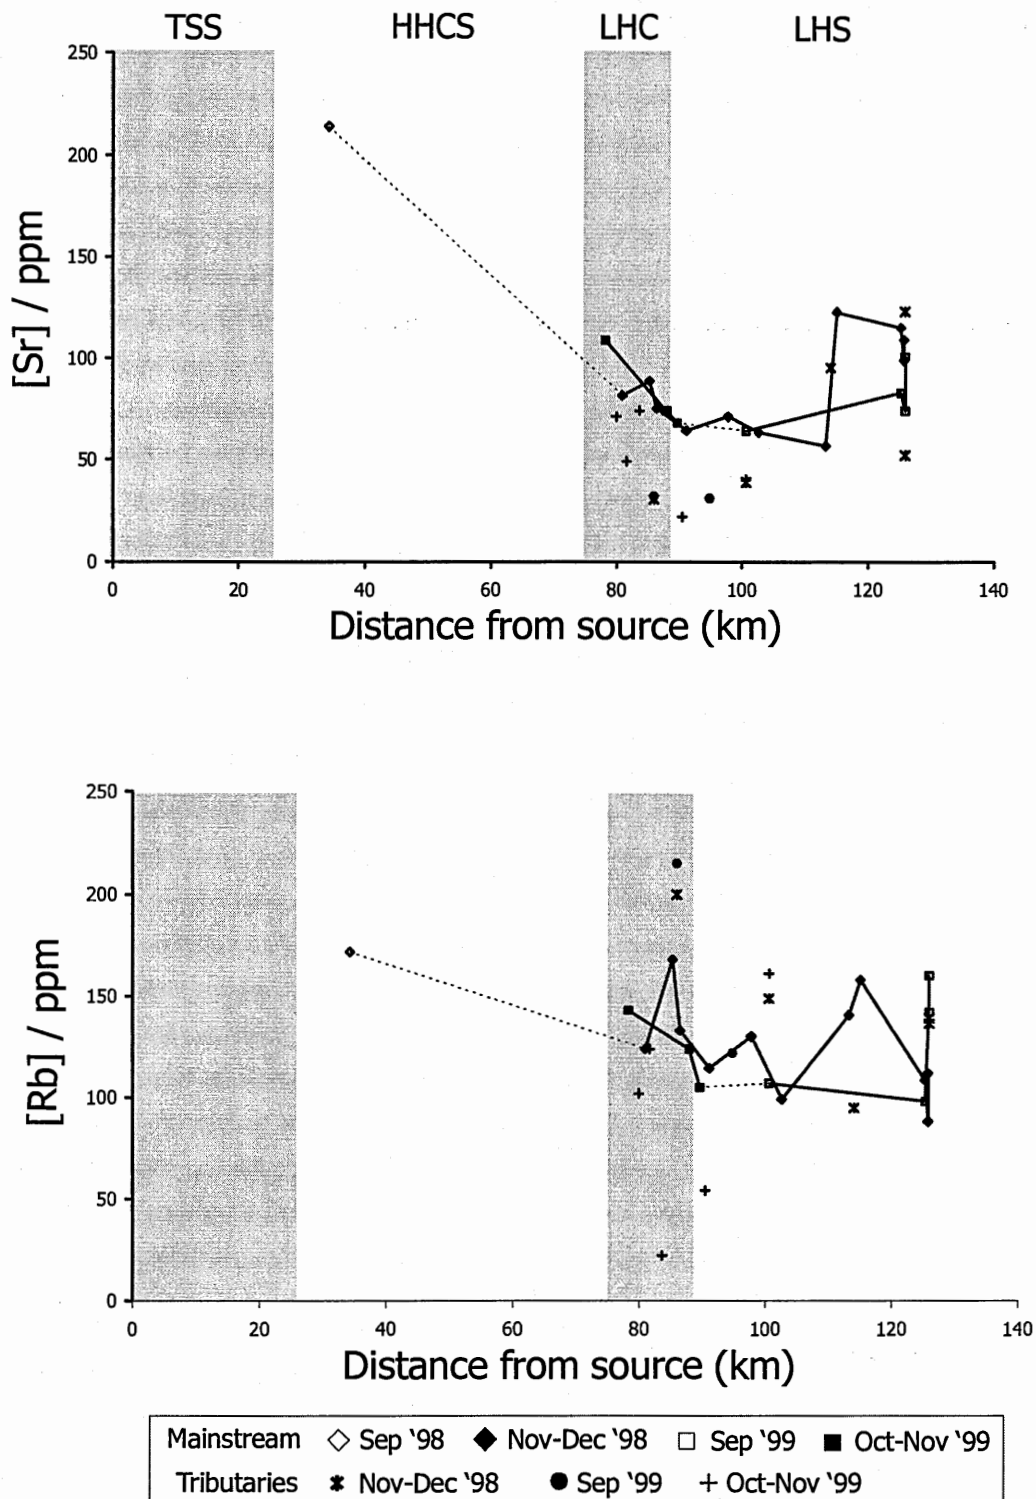 TSS HHCS LHC LHS
250
200
150
100
50
0
[Sr] / ppm
0 20 40 60 80 100 120 140
Distance from source (km)
250
200
150
100
50
0
[Rb] / ppm
0 20 40 60 80 100 120 140
Distance from source (km)
Mainstream Sep '98 Nov-Dec '98 Sep '99 Oct-Nov '99
Tributaries Nov-Dec '98 Sep '99 Oct-Nov '99